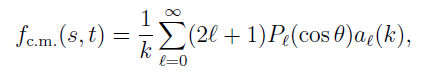 f_{c.m.}(s, t) = \frac{1}{k} \sum_{\ell=0}^{\infty} (2\ell + 1) P_\ell(\cos\theta) a_\ell(k),